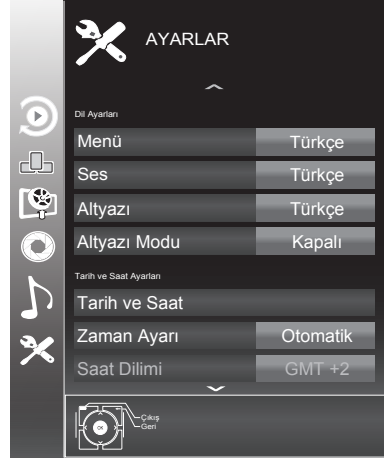 AYARLAR
Dil Ayarları
Menü Türkçe
Ses Türkçe
Altyazı Türkçe
Altyazı Modu Kapalı
Tarih ve Saat Ayarları
Tarih ve Saat
Zaman Ayarı Otomatik
Saat Dilimi GMT +2
Çıkış
Geri
OK